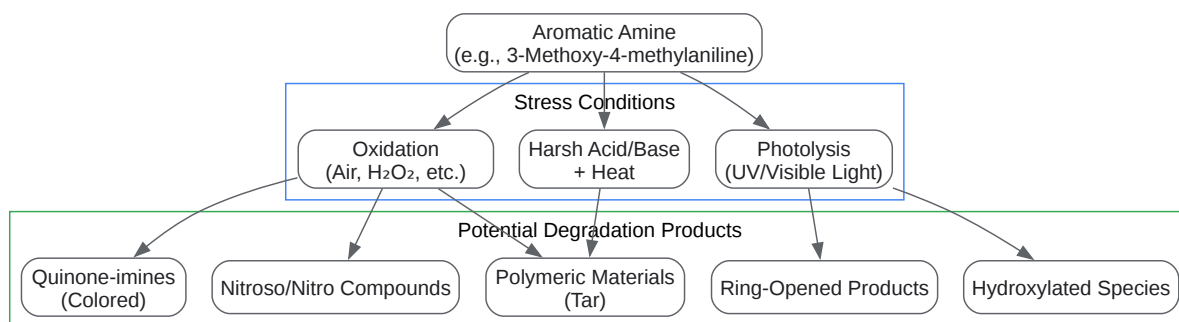 Aromatic Amine
(e.g., 3-Methoxy-4-methylaniline)
Stress Conditions
Oxidation
(Air, H₂O₂, etc.)
Harsh Acid/Base
+ Heat
Photolysis
(UV/Visible Light)
Potential Degradation Products
Quinone-imines
(Colored)
Nitroso/Nitro Compounds
Polymeric Materials
(Tar)
Ring-Opened Products
Hydroxylated Species